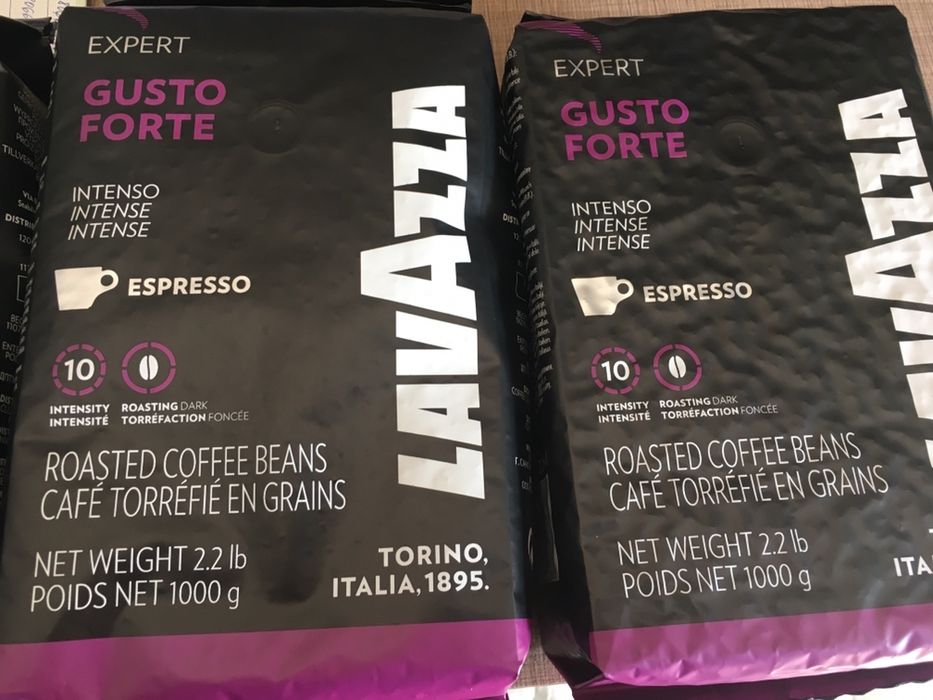 EXPERT
GUSTO
FORTE
INTENSO
INTENSE
INTENSE
ESPRESSO
10
INTENSITY
INTENSITÉ
ROASTING DARK
TORRÉFACTION FONCÉE
ROASTED COFFEE BEANS
CAFÉ TORRÉFIÉ EN GRAINS
NET WEIGHT 2.2 lb
POIDS NET 1000 g
LAVAZZA
TORINO,
ITALIA, 1895.
EXPERT
GUSTO
FORTE
INTENSO
INTENSE
INTENSE
ESPRESSO
10
INTENSITY
INTENSITÉ
ROASTING DARK
TORRÉFACTION FONCÉE
ROASTED COFFEE BEANS
CAFÉ TORRÉFIÉ EN GRAINS
NET WEIGHT 2.2 lb
POIDS NET 1000 g
AVAZZA
ITA